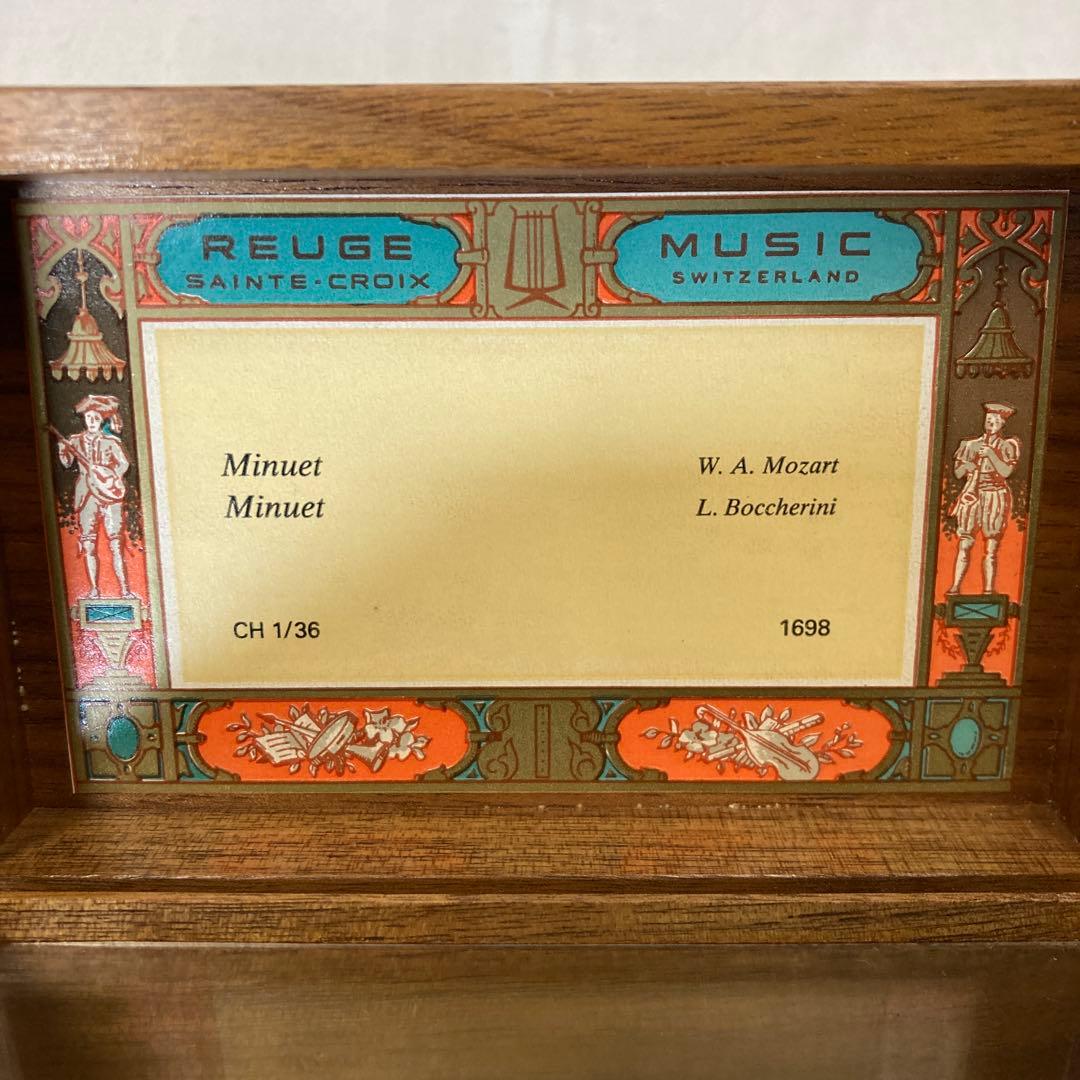 REUGE
SAINTE-CROIX
MUSIC
SWITZERLAND
Minuet W. A. Mozart
Minuet L. Boccherini
CH 1/36 1698